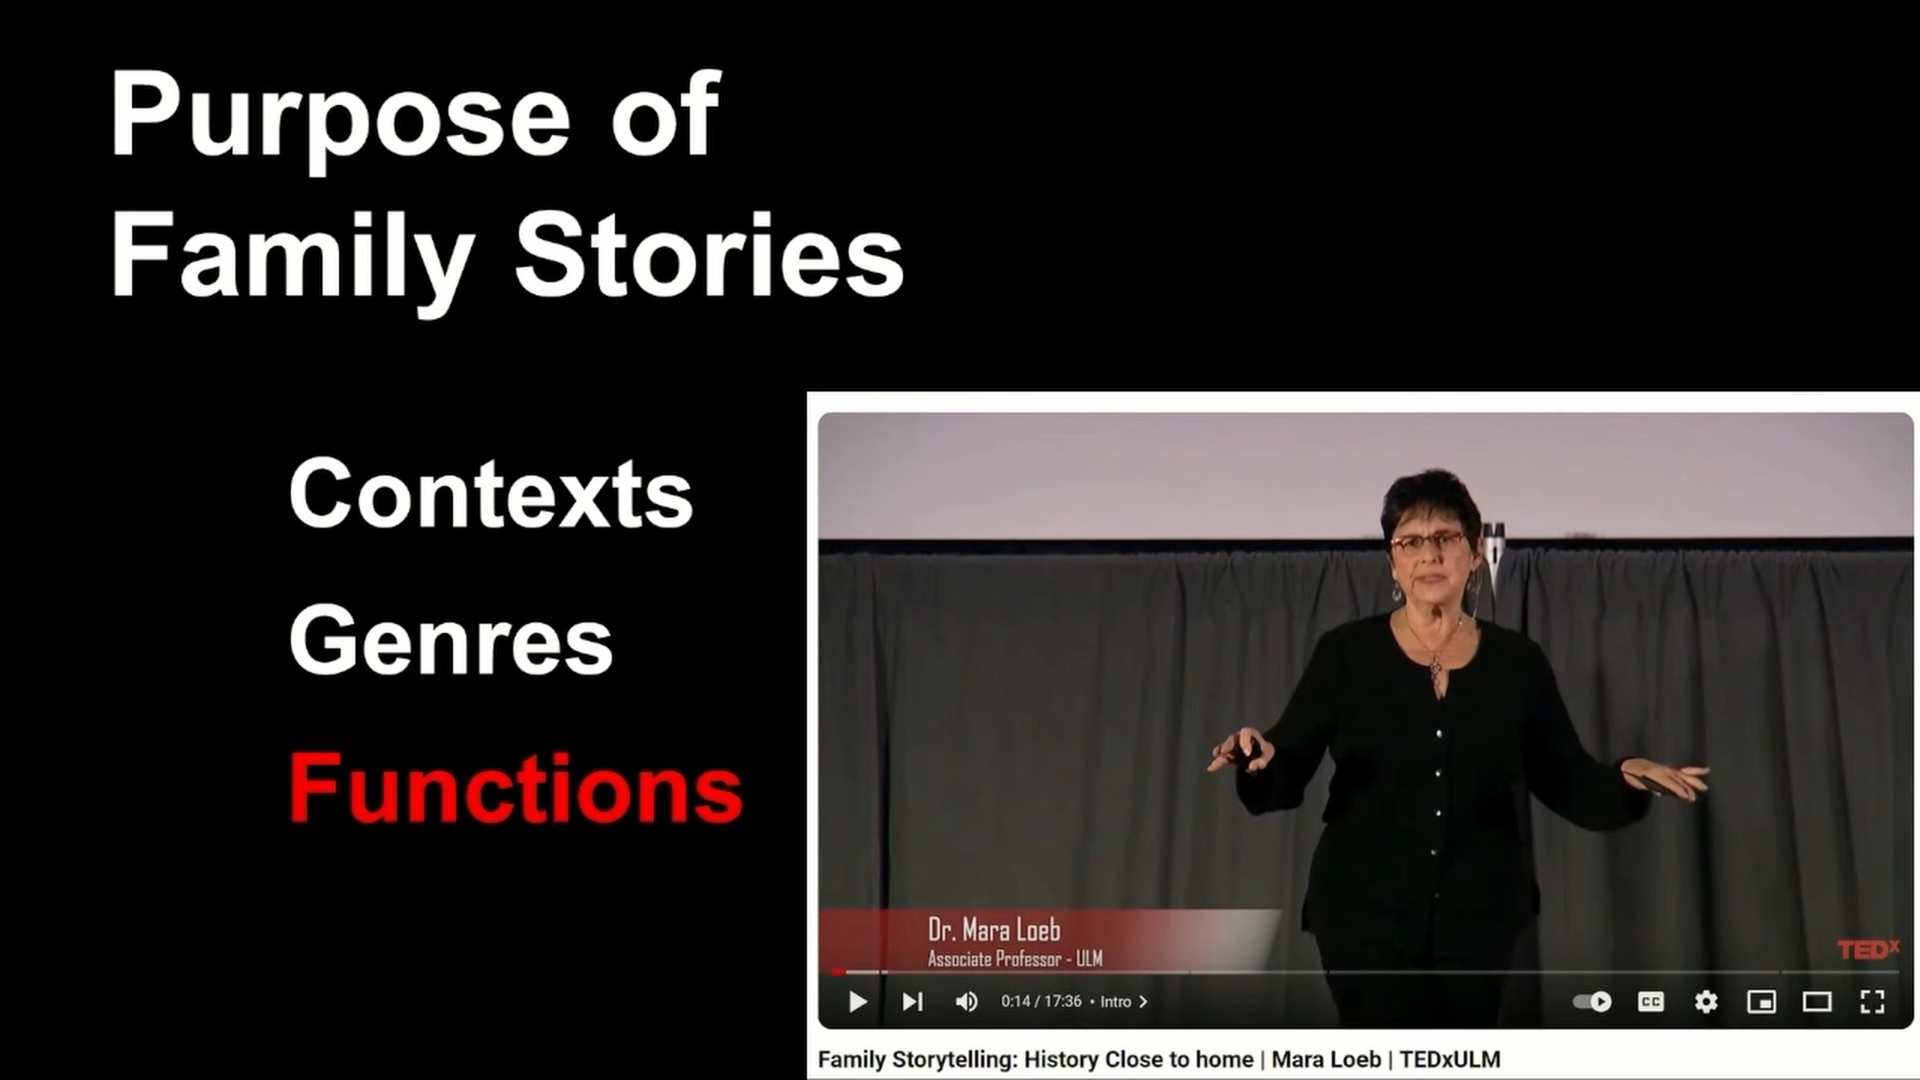 Purpose of
Family Stories
Contexts
Genres
Functions
Dr. Mara Loeb
Associate Professor - ULM
TEDx
0:14 / 17:36 • Intro
CC
Family Storytelling: History Close to home | Mara Loeb | TEDxULM